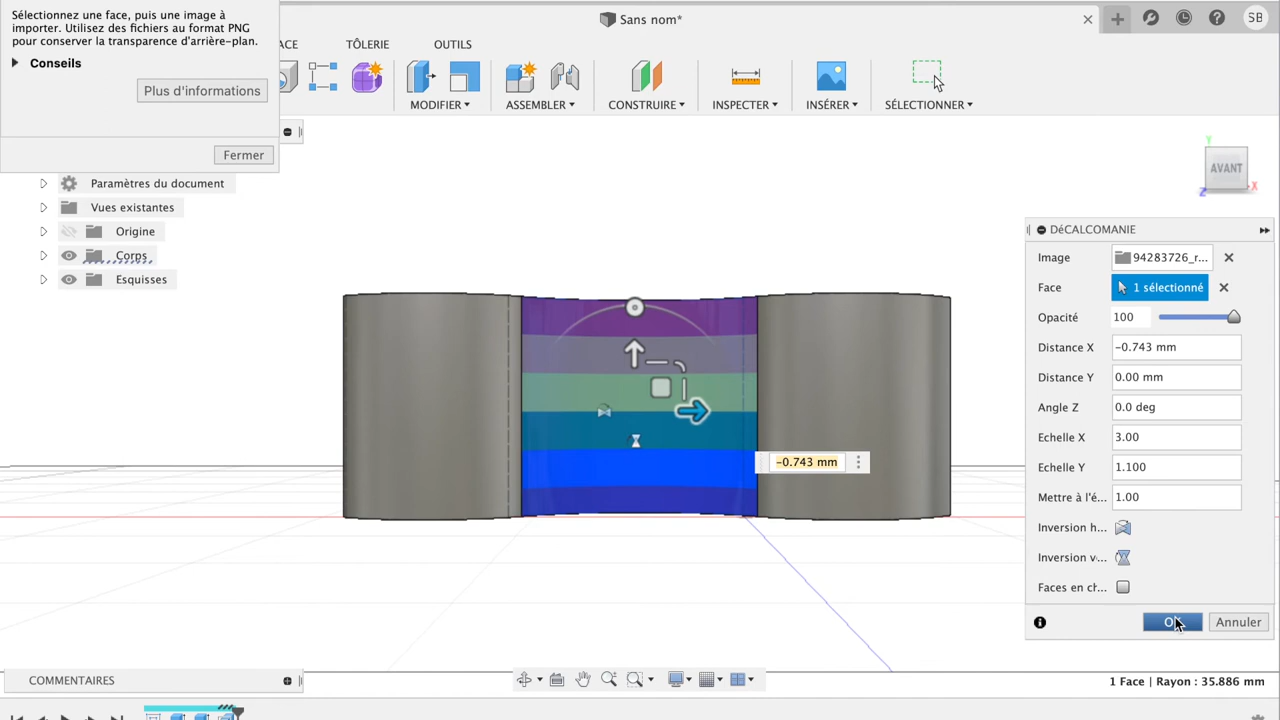 Sélectionnez une face, puis une image à
importer. Utilisez des fichiers au format PNG
pour conserver la transparence d'arrière-plan.
Conseils
Plus d'informations
Fermer
Sans nom*
SB
ACE
TÔLERIE
OUTILS
MODIFIER
ASSEMBLER
CONSTRUIRE
INSPECTER
INSÉRER
SÉLECTIONNER
Paramètres du document
Vues existantes
Origine
Corps
Esquisses
Y
AVANT
Z
X
DéCALCOMANIE
Image 94283726_r...
Face 1 sélectionné
Opacité 100
Distance X −0.743 mm
Distance Y 0.00 mm
Angle Z 0.0 deg
Echelle X 3.00
Echelle Y 1.100
Mettre à l'é... 1.00
Inversion h...
Inversion v...
Faces en ch...
Annuler
−0.743 mm
COMMENTAIRES
1 Face | Rayon : 35.886 mm